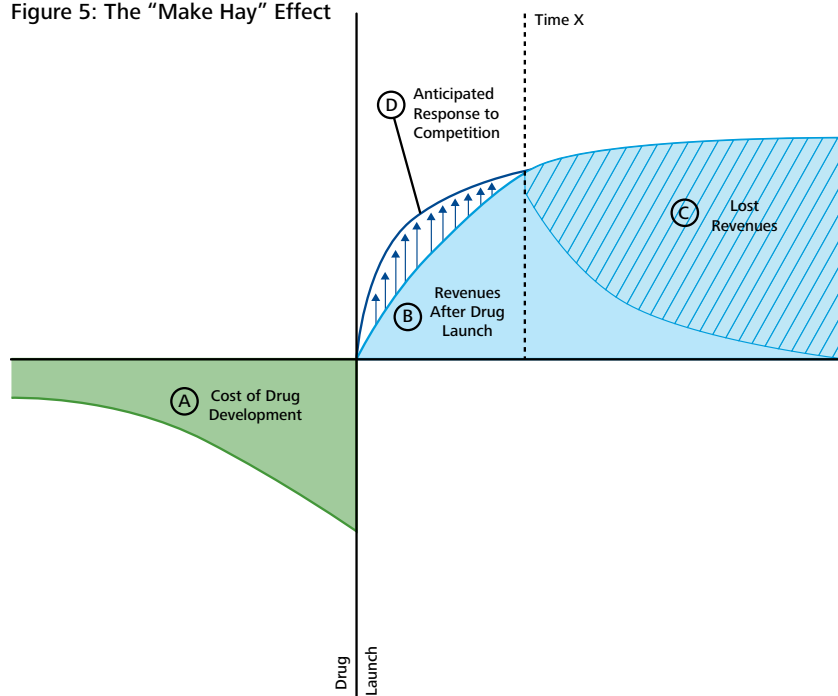 Figure 5: The “Make Hay” Effect
Time X
D
Anticipated
Response to
Competition
C
Lost
Revenues
B
Revenues
After Drug
Launch
A
Cost of Drug
Development
Drug
Launch